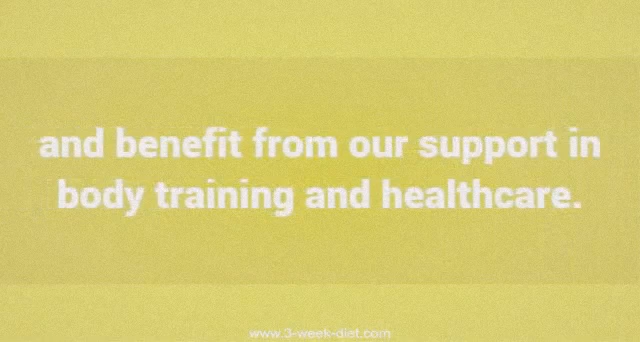 and benefit from our support in
body training and healthcare.
www.3-week-diet.com